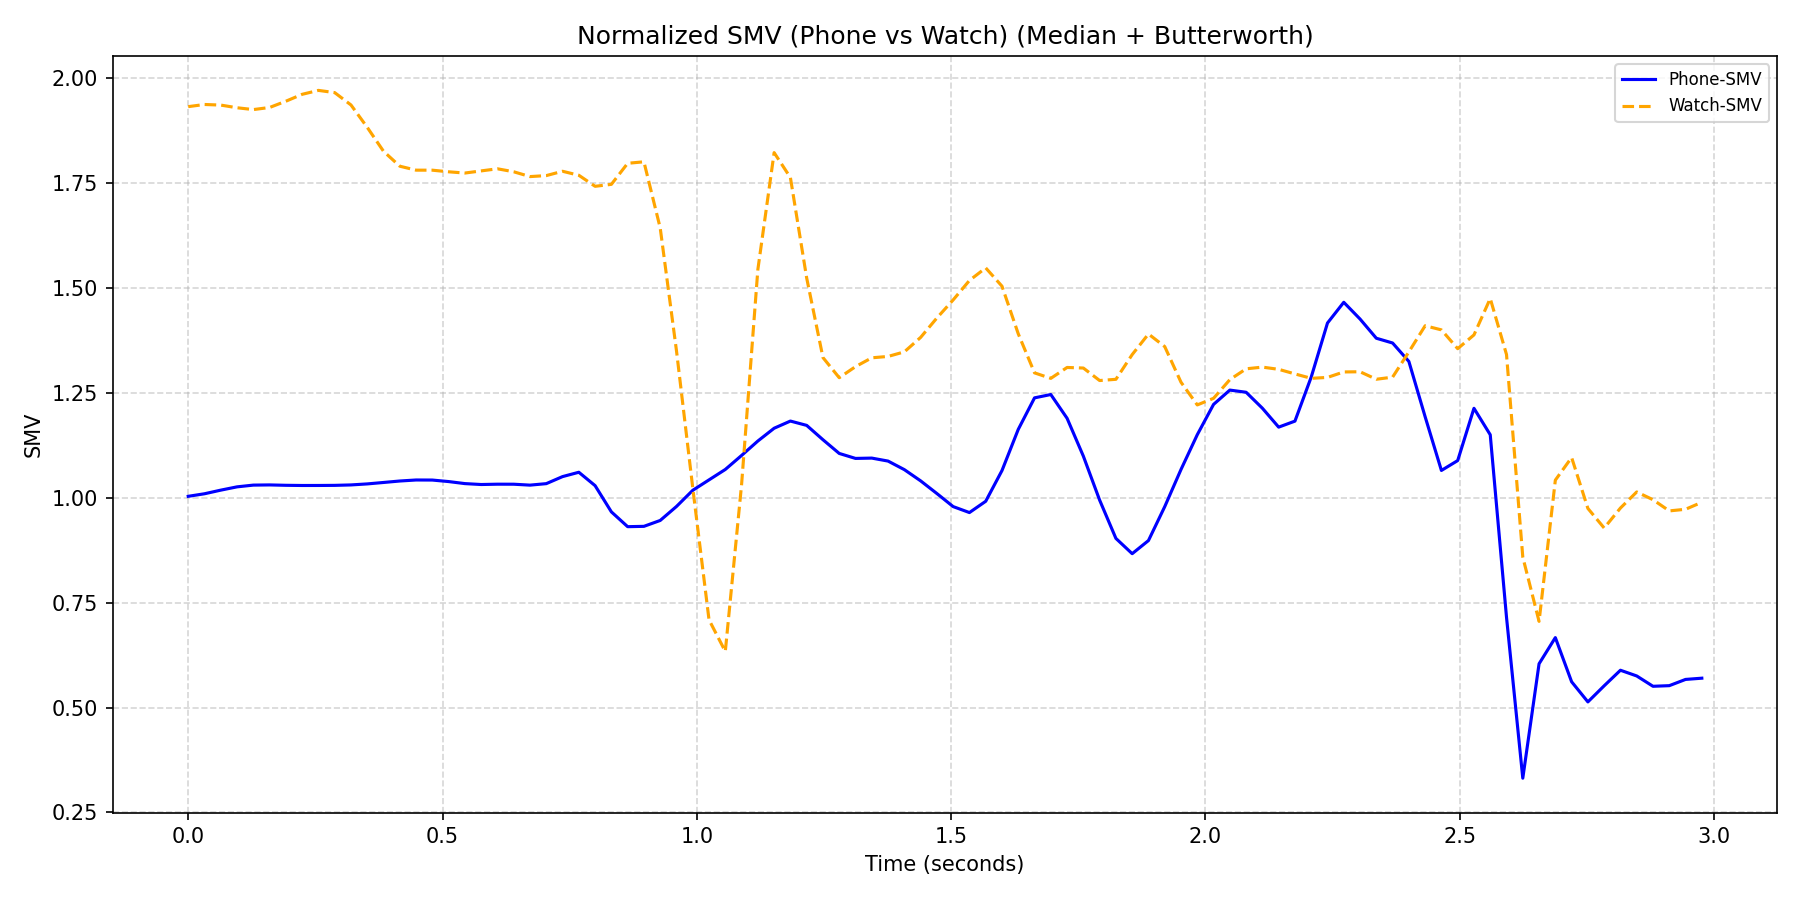 Normalized SMV (Phone vs Watch) (Median + Butterworth)
Phone-SMV
Watch-SMV
2.00
1.75
1.50
1.25
1.00
0.75
0.50
0.25
SMV
0.0 0.5 1.0 1.5 2.0 2.5 3.0
Time (seconds)